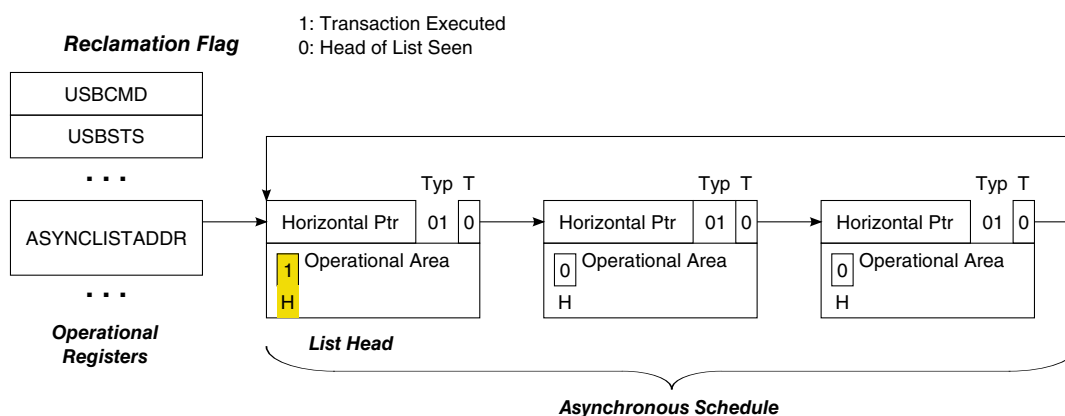 1: Transaction Executed
Reclamation Flag
0: Head of List Seen
USBCMD
USBSTS
• • •
Typ T
Typ T
Typ T
ASYNCLISTADDR
Horizontal Ptr 01 0
Horizontal Ptr 01 0
Horizontal Ptr 01 0
1 Operational Area
0 Operational Area
0 Operational Area
H
H
H
• • •
Operational
Registers
List Head
Asynchronous Schedule